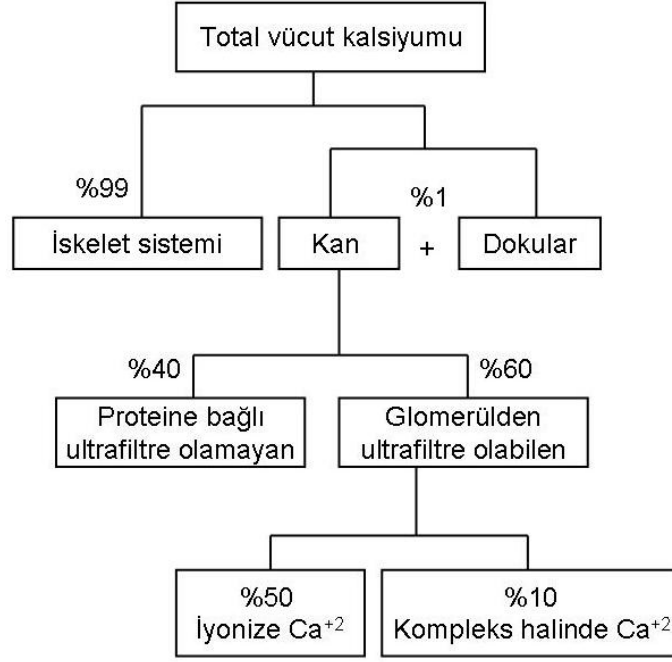 Total vücut kalsiyumu
%99
%1
İskelet sistemi
Kan
+
Dokular
%40
%60
Proteine bağlı
ultrafiltre olamayan
Glomerülden
ultrafiltre olabilen
%50
İyonize Ca⁺²
%10
Kompleks halinde Ca⁺²